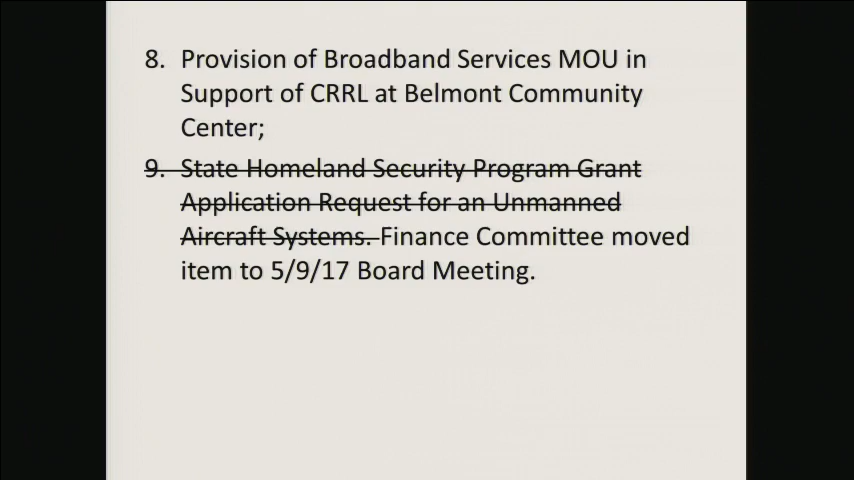 8. Provision of Broadband Services MOU in
Support of CRRL at Belmont Community
Center;
9. State Homeland Security Program Grant
Application Request for an Unmanned
Aircraft Systems. Finance Committee moved
item to 5/9/17 Board Meeting.